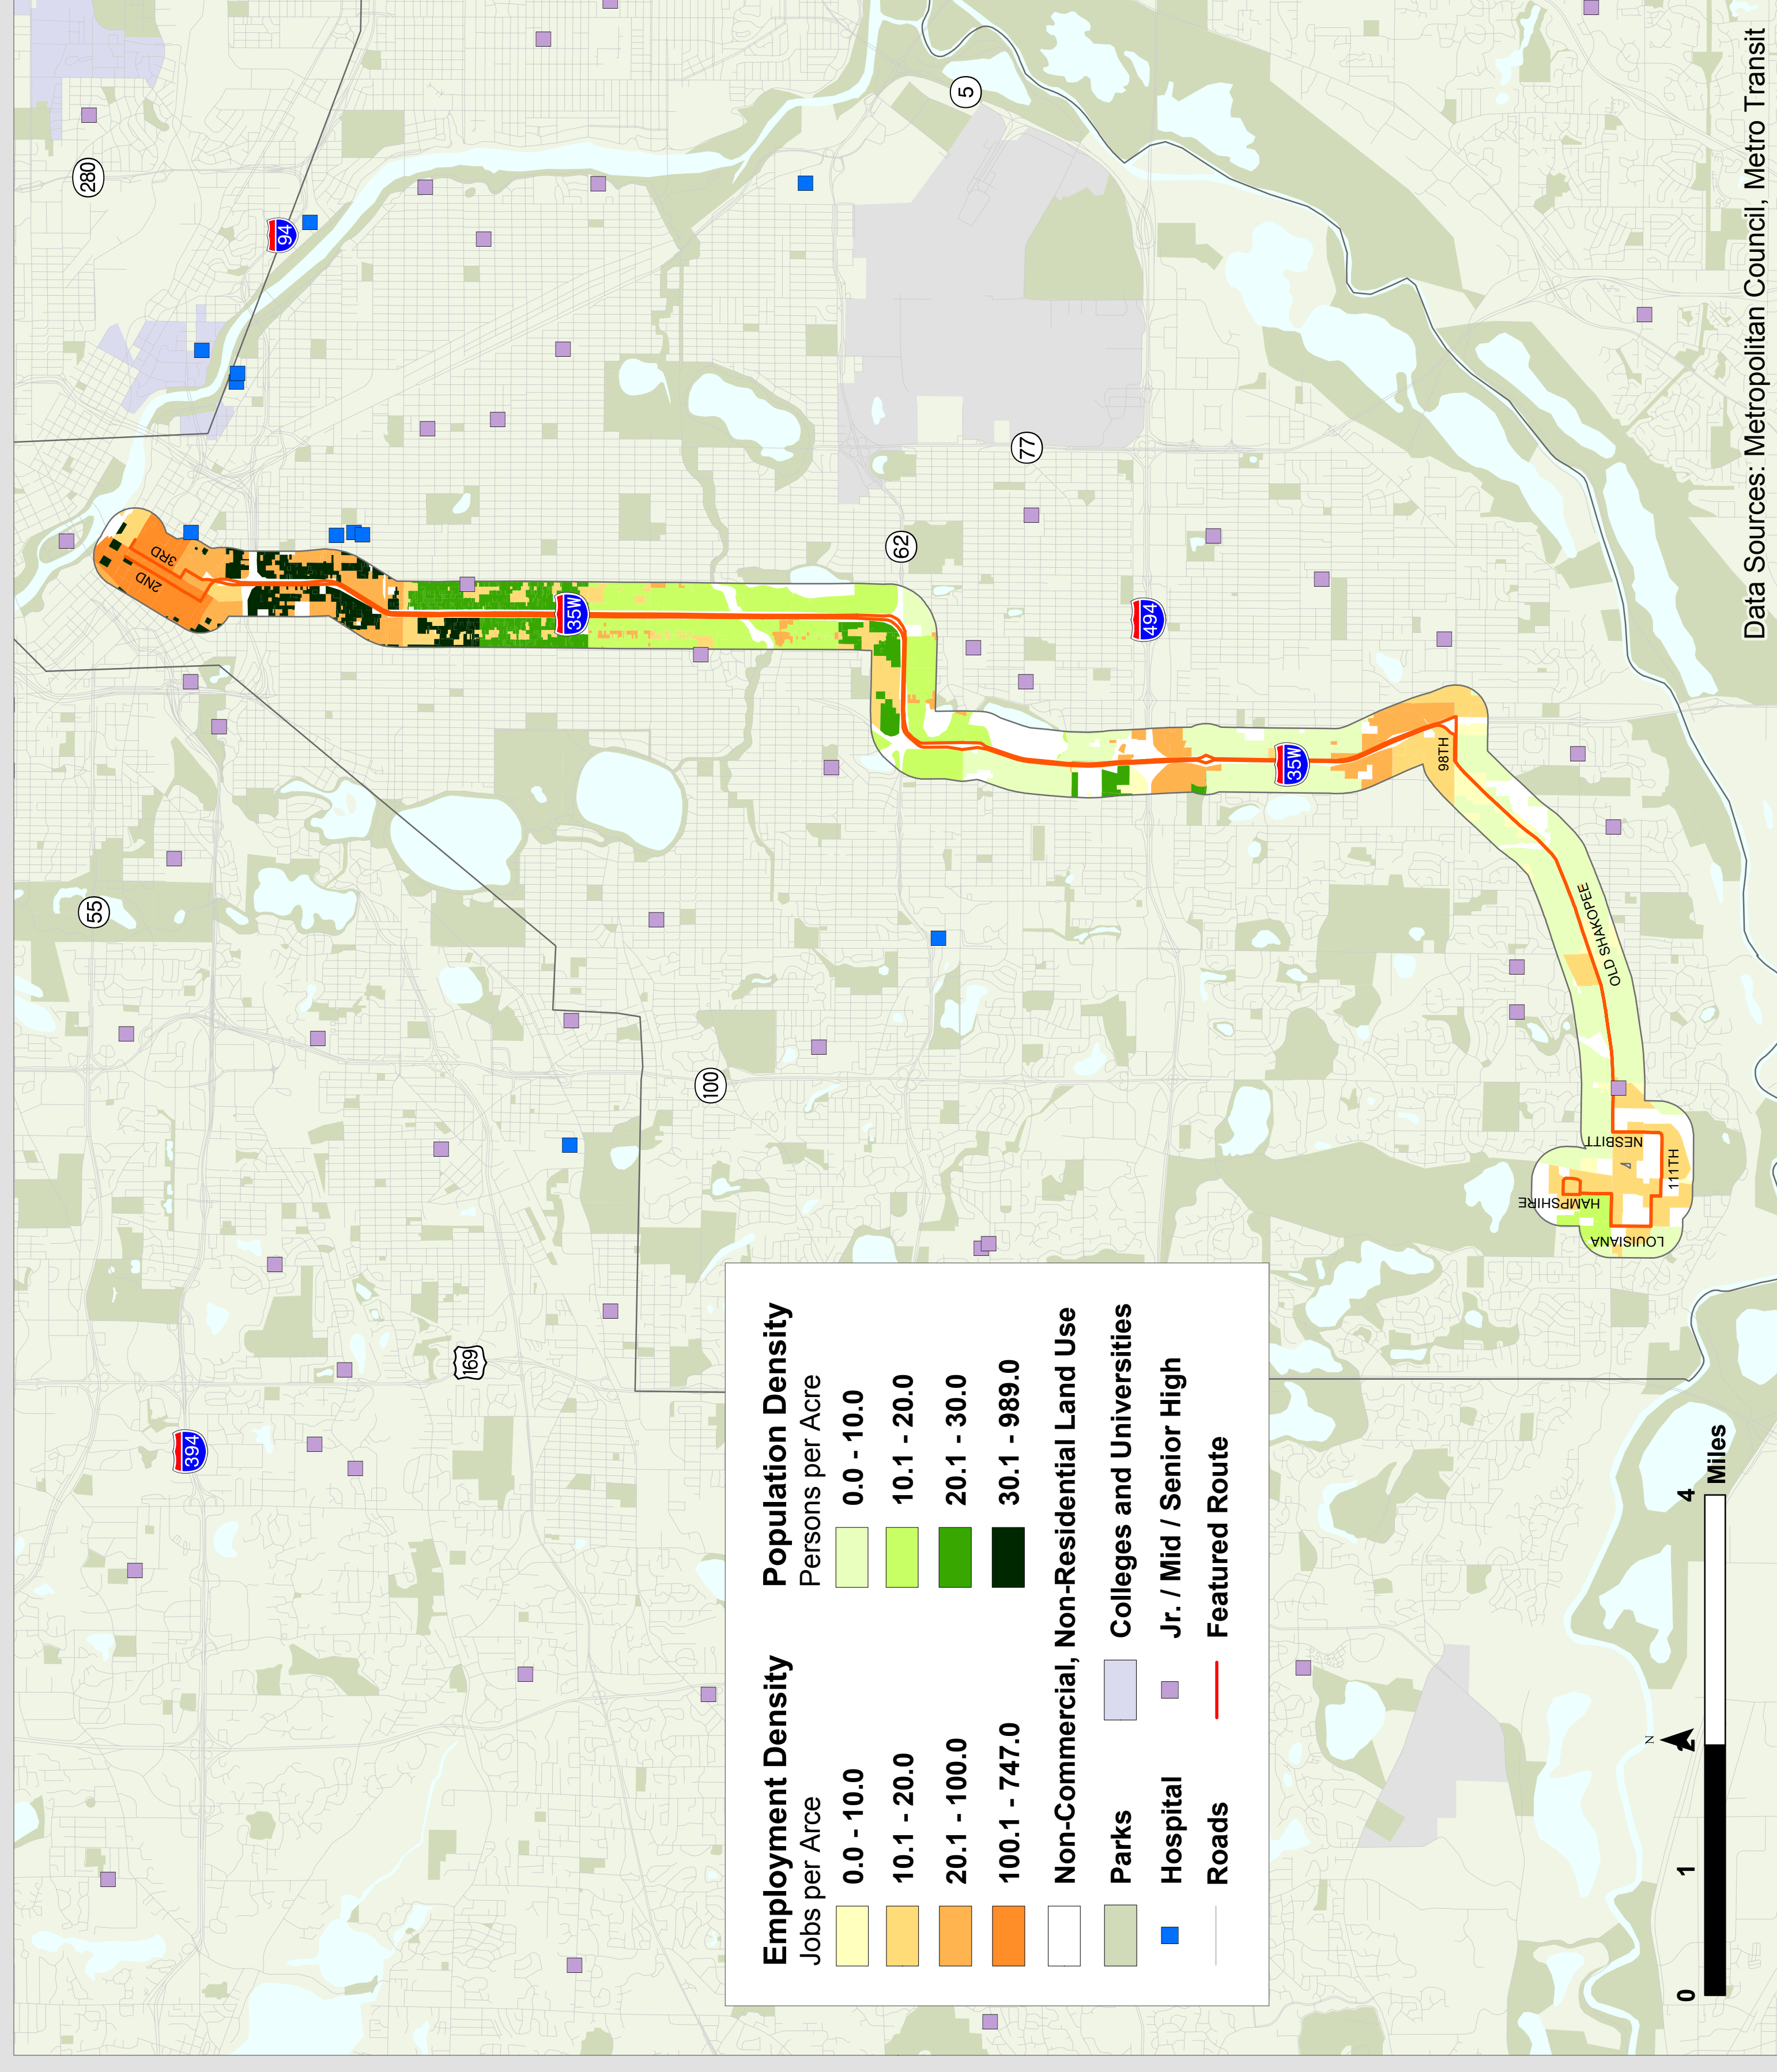 280
94
5
3RD
2ND
62
77
35W
494
35W
98TH
55
OLD SHAKOPEE
100
NESBITT
111TH
HAMPSHIRE
LOUISIANA
169
394
Employment Density
Jobs per Arce
0.0 - 10.0
10.1 - 20.0
20.1 - 100.0
100.1 - 747.0
Population Density
Persons per Acre
0.0 - 10.0
10.1 - 20.0
20.1 - 30.0
30.1 - 989.0
Non-Commercial, Non-Residential Land Use
Parks
Colleges and Universities
Hospital
Jr. / Mid / Senior High
Roads
Featured Route
N
0 1 2 4
Miles
Data Sources: Metropolitan Council, Metro Transit